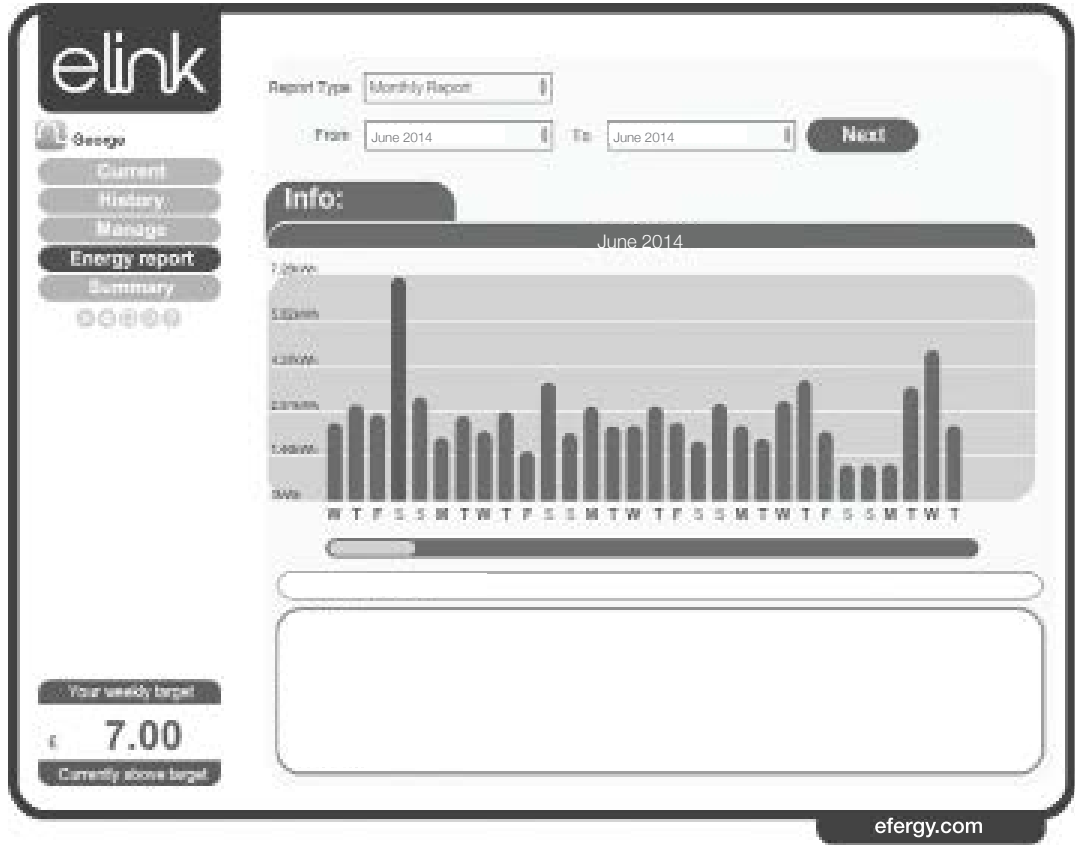 elink
George
Current
History
Manage
Energy report
Summary
Report Type Monthly Report
From June 2014 To June 2014 Next
Info:
June 2014
W T F S S M T W T F S S M T W T F S S M T W T F S S M T W T
Your weekly target
£ 7.00
Currently above target
efergy.com